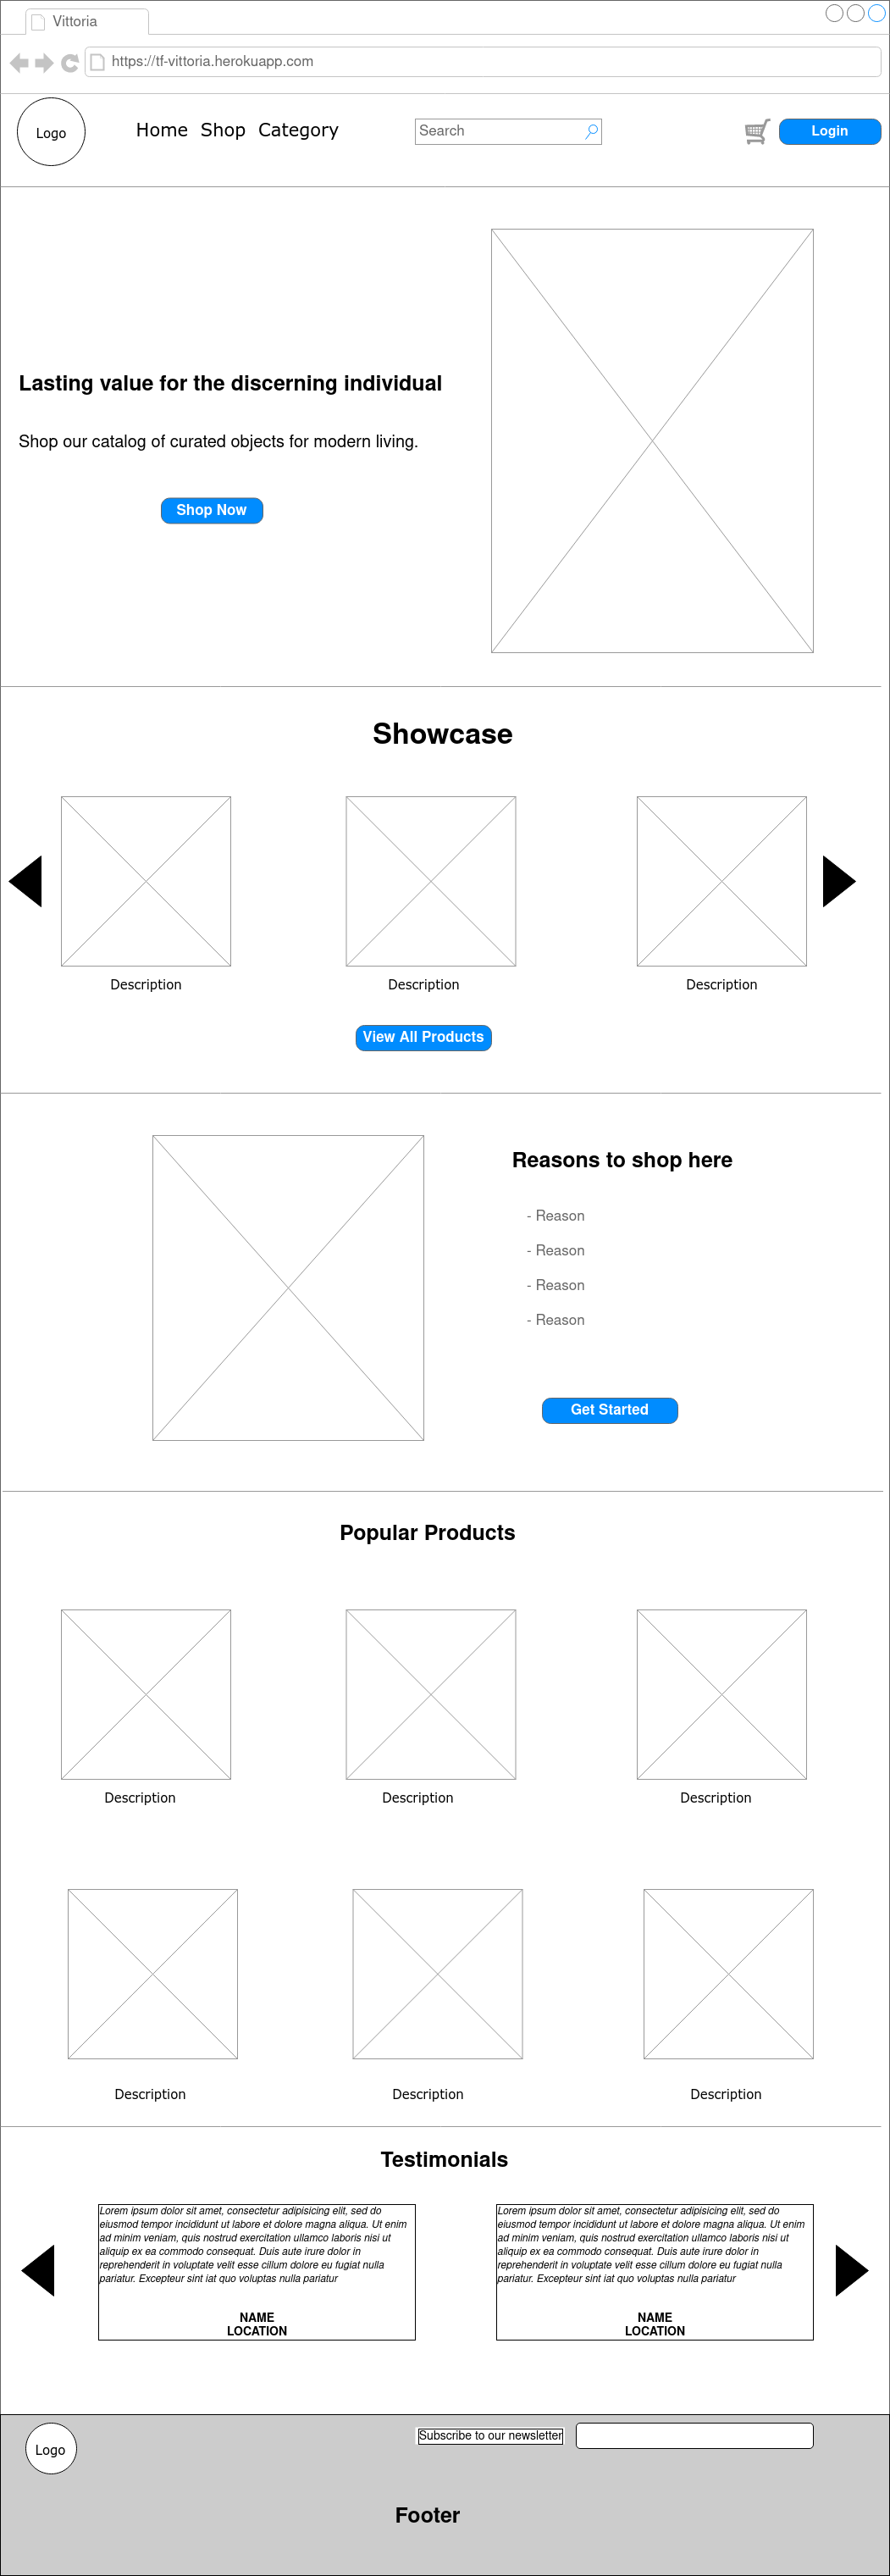 Vittoria
https://tf-vittoria.herokuapp.com
Logo
Home Shop Category
Search
Login
Lasting value for the discerning individual
Shop our catalog of curated objects for modern living.
Shop Now
Showcase
Description
Description
Description
View All Products
Reasons to shop here
- Reason
- Reason
- Reason
- Reason
Get Started
Popular Products
Description
Description
Description
Description
Description
Description
Testimonials
Lorem ipsum dolor sit amet, consectetur adipisicing elit, sed do
eiusmod tempor incididunt ut labore et dolore magna aliqua. Ut enim
ad minim veniam, quis nostrud exercitation ullamco laboris nisi ut
aliquip ex ea commodo consequat. Duis aute irure dolor in
reprehenderit in voluptate velit esse cillum dolore eu fugiat nulla
pariatur. Excepteur sint iat quo voluptas nulla pariatur
NAME
LOCATION
Lorem ipsum dolor sit amet, consectetur adipisicing elit, sed do
eiusmod tempor incididunt ut labore et dolore magna aliqua. Ut enim
ad minim veniam, quis nostrud exercitation ullamco laboris nisi ut
aliquip ex ea commodo consequat. Duis aute irure dolor in
reprehenderit in voluptate velit esse cillum dolore eu fugiat nulla
pariatur. Excepteur sint iat quo voluptas nulla pariatur
NAME
LOCATION
Logo
Subscribe to our newsletter
Footer